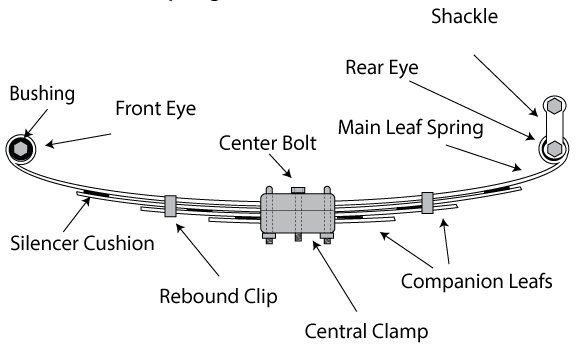 Shackle
Rear Eye
Bushing
Front Eye
Main Leaf Spring
Center Bolt
Silencer Cushion
Companion Leafs
Rebound Clip
Central Clamp